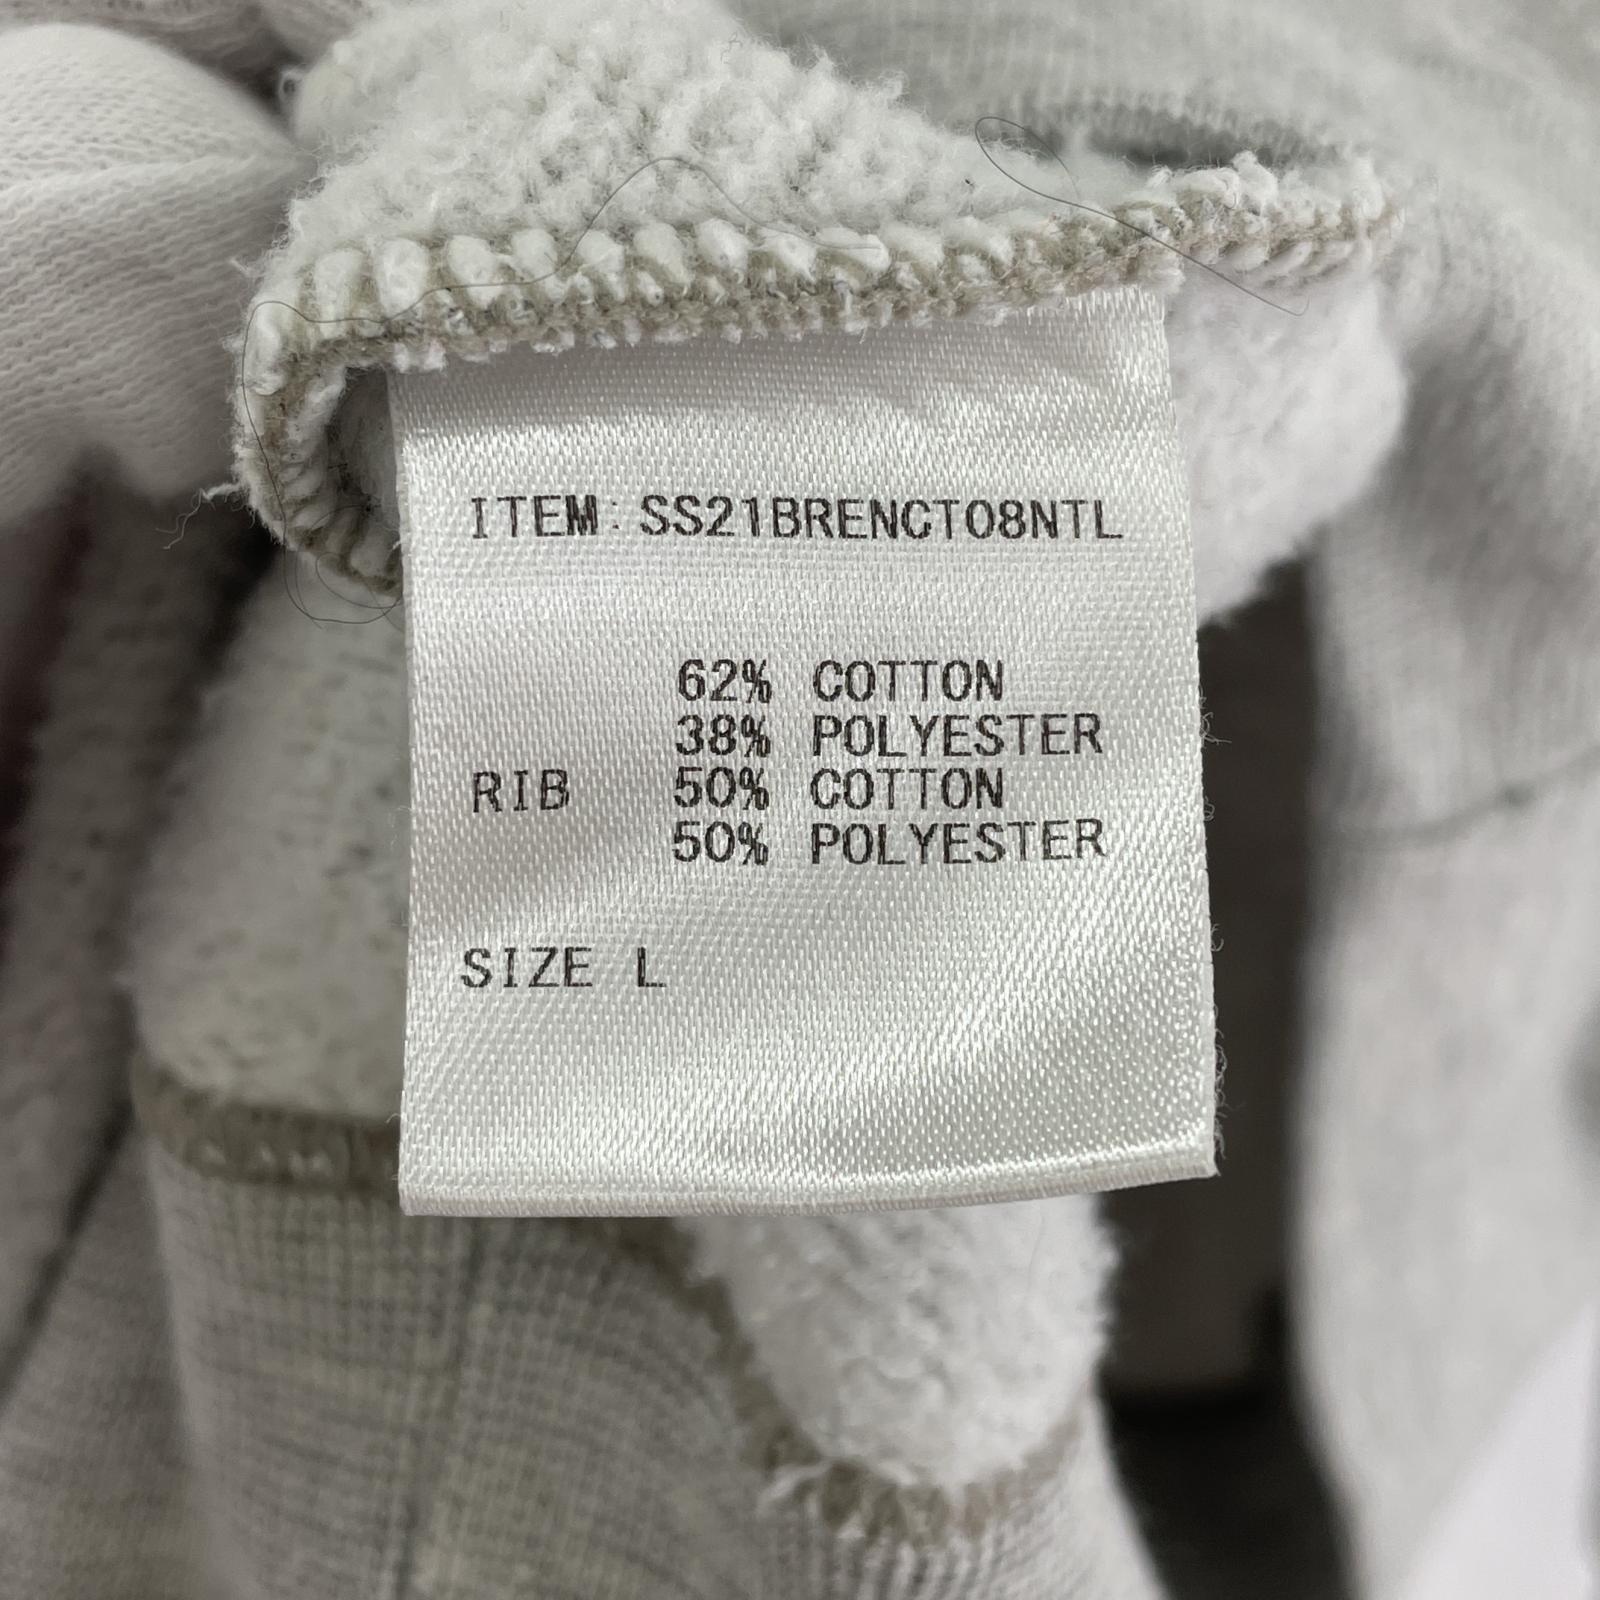 ITEM: SS21BRENCT08NTL
62% COTTON
38% POLYESTER
RIB 50% COTTON
50% POLYESTER
SIZE L